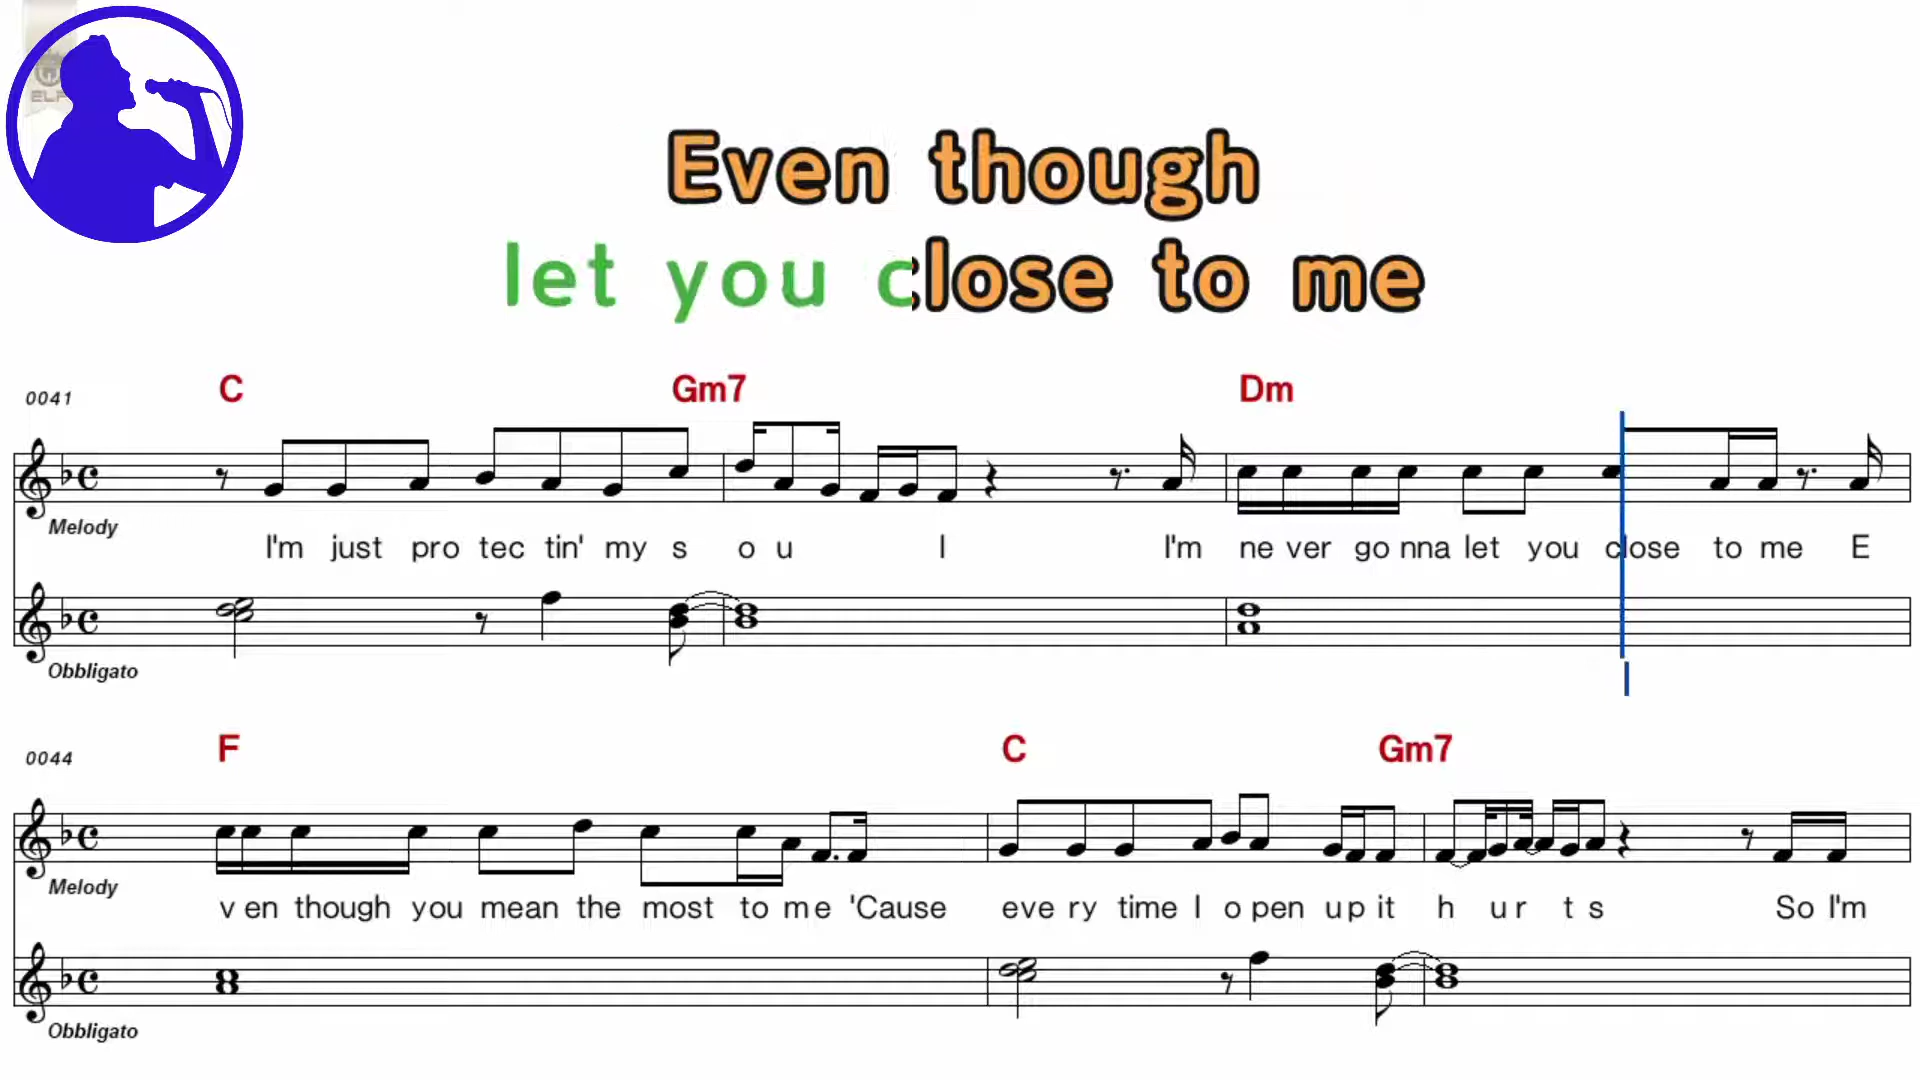 ELF
Even though
let you close to me
0041 C Gm7 Dm
Melody
I'm just pro tec tin' my s o u l I'm ne ver go nna let you close to me E
Obbligato
0044 F C Gm7
Melody
v en though you mean the most to me 'Cause eve ry time I o pen up it h ur t s So I'm
Obbligato